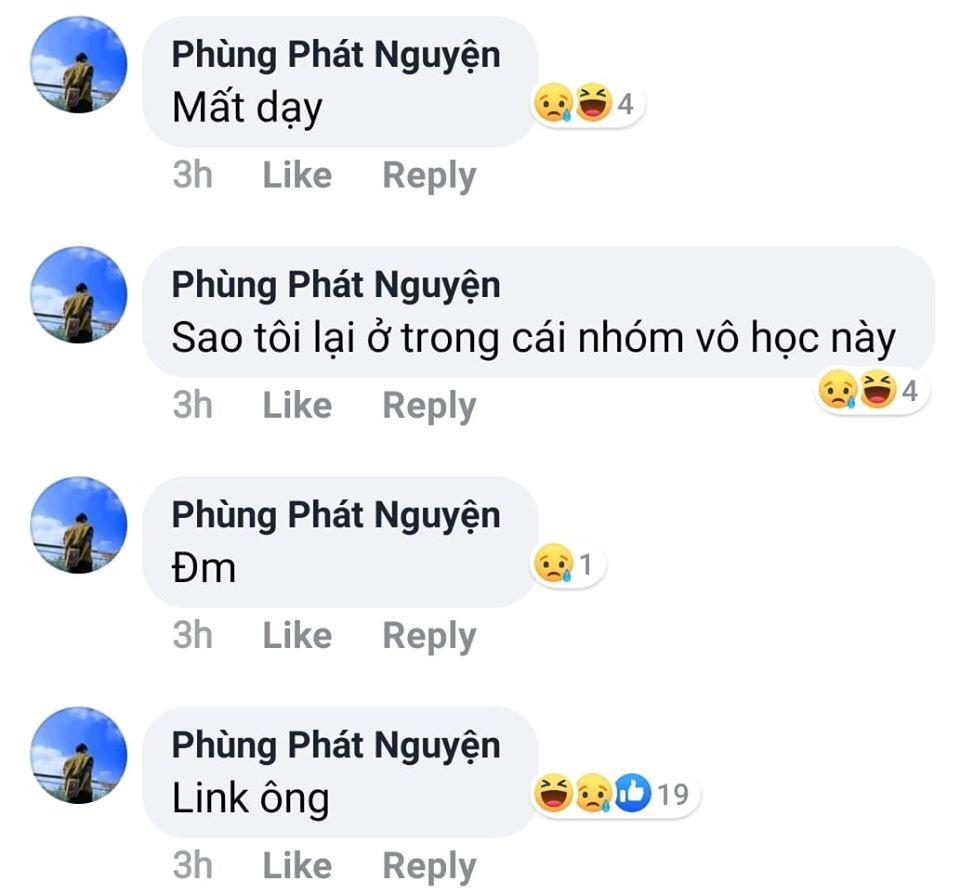 Phùng Phát Nguyện
Mất dạy
4
3h Like Reply
Phùng Phát Nguyện
Sao tôi lại ở trong cái nhóm vô học này
4
3h Like Reply
Phùng Phát Nguyện
Đm
1
3h Like Reply
Phùng Phát Nguyện
Link ông
19
3h Like Reply